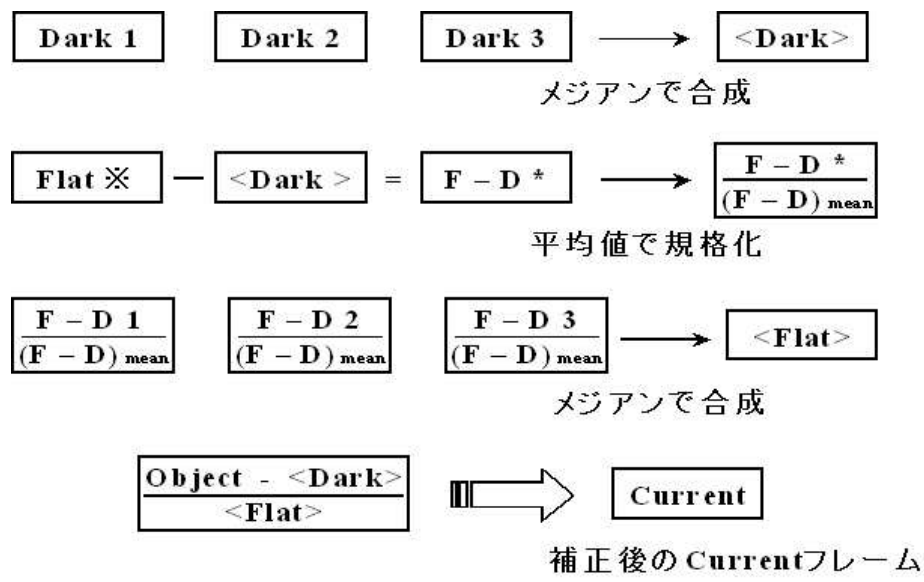 Dark 1 Dark 2 Dark 3 → <Dark>
メジアンで合成
Flat ※ − <Dark > = F − D * → F − D *
(F − D) mean
平均値で規格化
F − D 1 F − D 2 F − D 3
(F − D) mean (F − D) mean (F − D) mean → <Flat>
メジアンで合成
Object - <Dark>
<Flat>
Current
補正後のCurrentフレーム